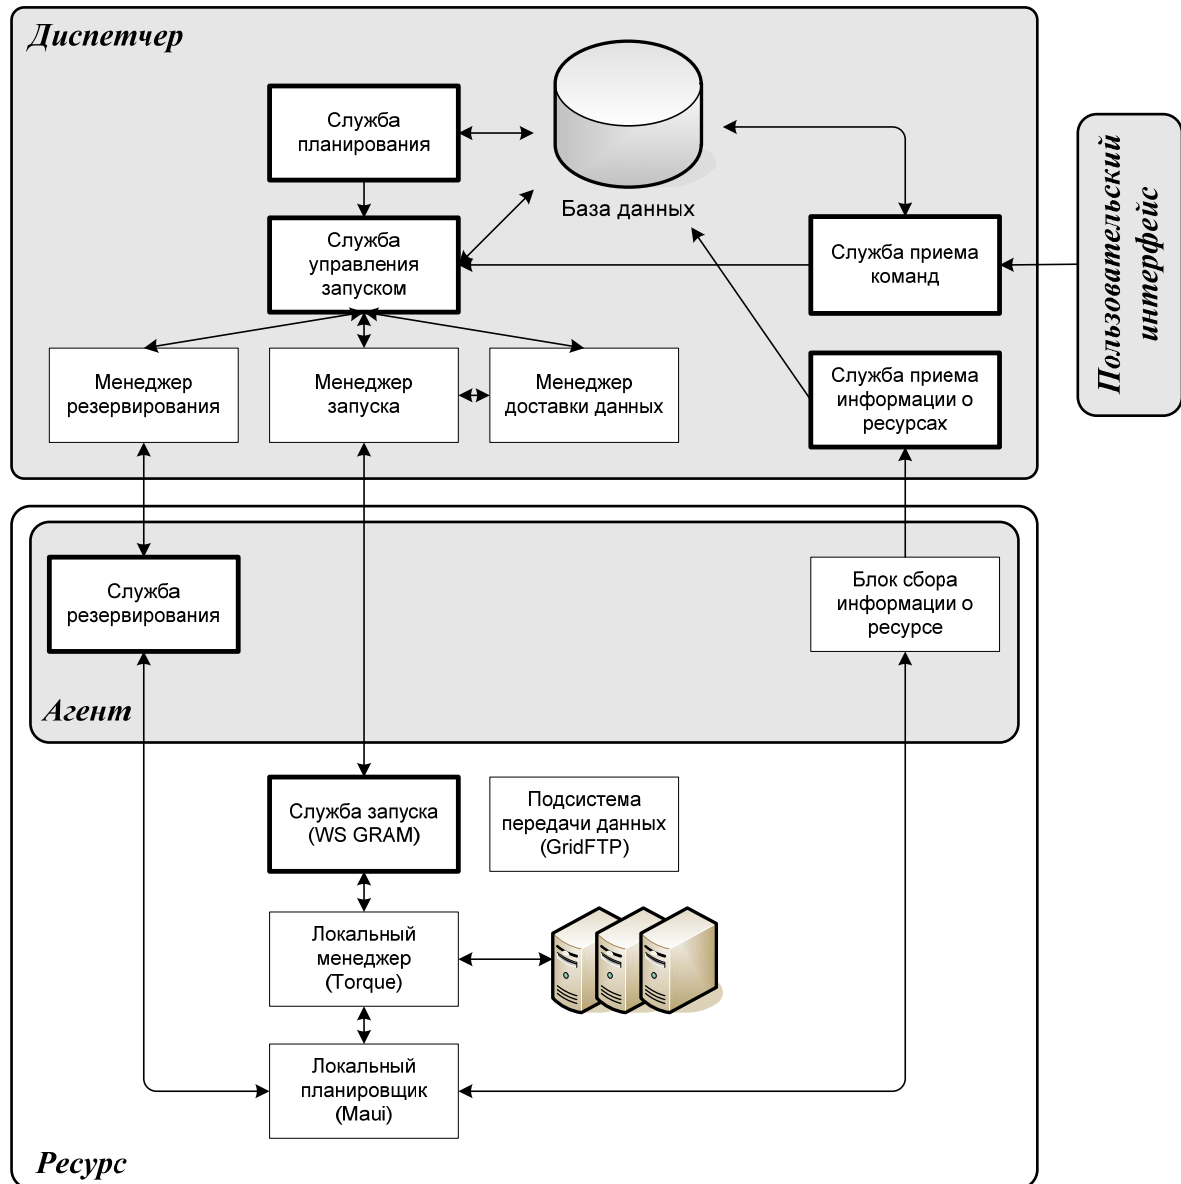 Диспетчер
Служба
планирования
База данных
Служба
управления
запуском
Служба приема
команд
Пользовательский
интерфейс
Менеджер
резервирования
Менеджер
запуска
Менеджер
доставки данных
Служба приема
информации о
ресурсах
Служба
резервирования
Блок сбора
информации о
ресурсе
Агент
Служба запуска
(WS GRAM)
Подсистема
передачи данных
(GridFTP)
Локальный
менеджер
(Torque)
Локальный
планировщик
(Maui)
Ресурс